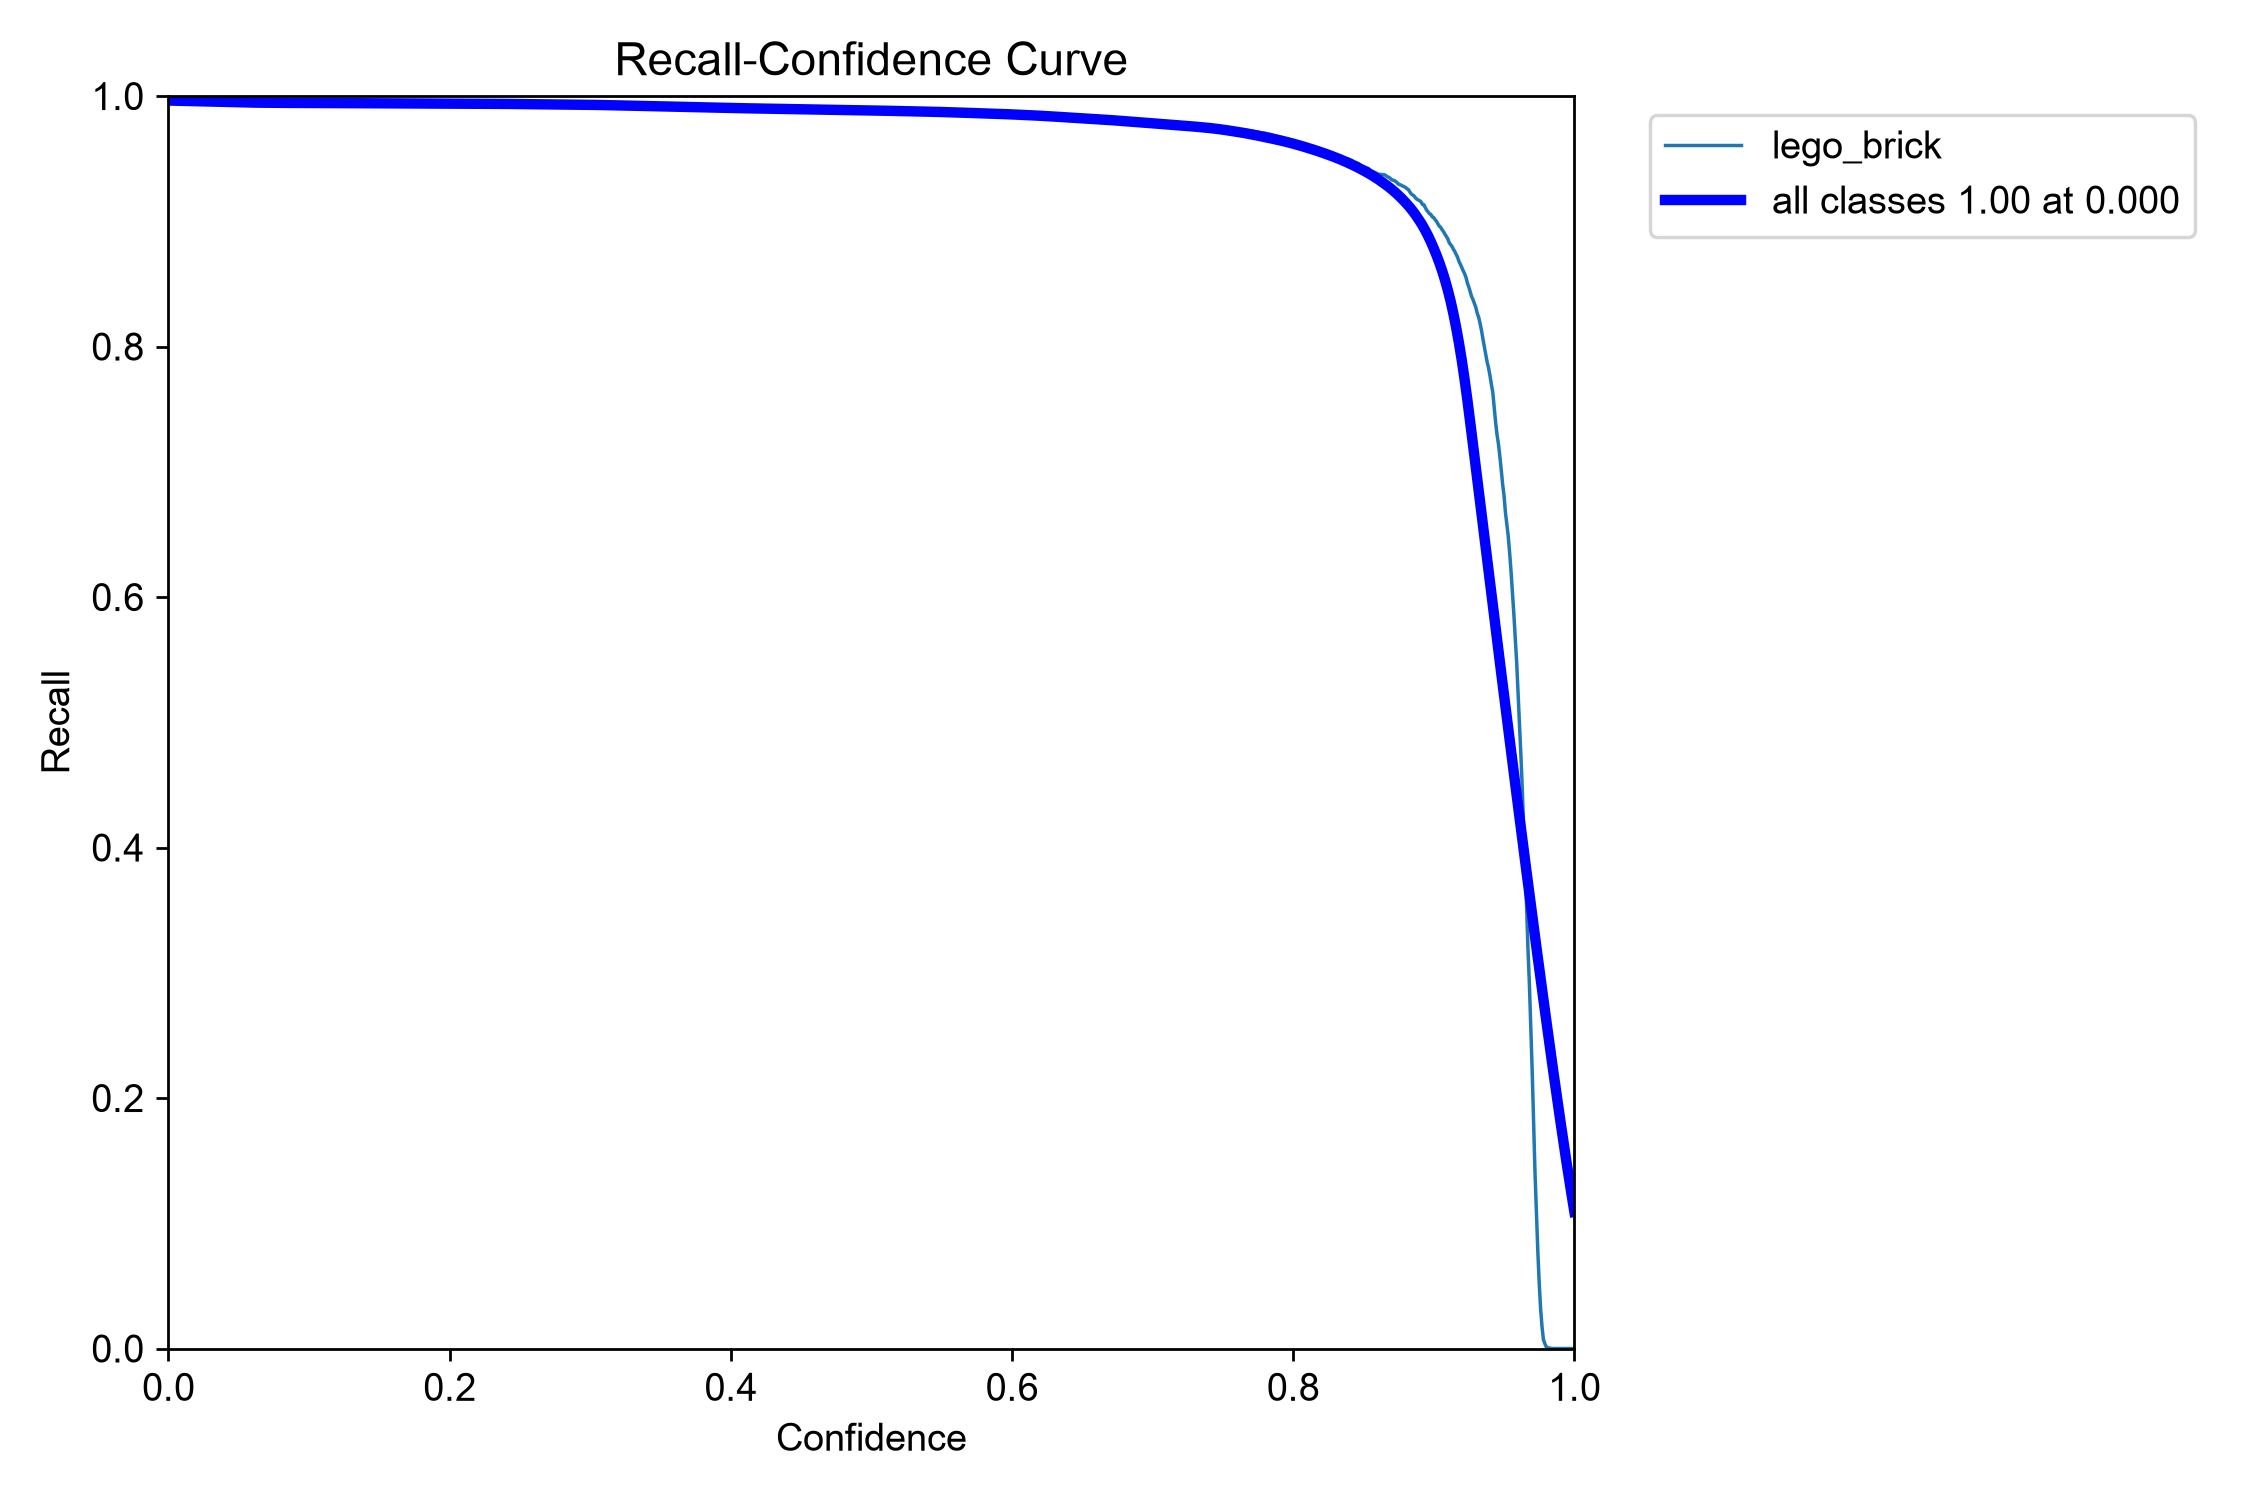 Recall-Confidence Curve
1.0
0.8
0.6
0.4
0.2
0.0
Recall
0.0 0.2 0.4 0.6 0.8 1.0
Confidence
lego_brick
all classes 1.00 at 0.000